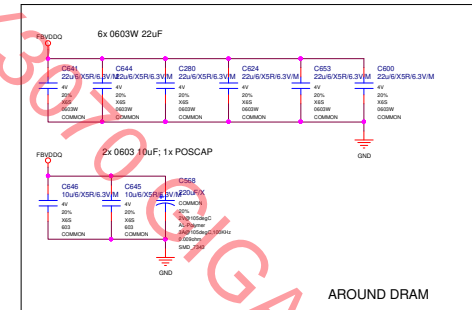 6x 0603W 22uF
FBVDDQ
C641 C644 C280 C624 C653 C600
22u/6/X5R/6.3V/M 22u/6/X5R/6.3V/M 22u/6/X5R/6.3V/M 22u/6/X5R/6.3V/M 22u/6/X5R/6.3V/M 22u/6/X5R/6.3V/M
4V 4V 4V 4V 4V 4V
20% 20% 20% 20% 20% 20%
X6S X6S X6S X6S X6S X6S
0603W 0603W 0603W 0603W 0603W 0603W
COMMON COMMON COMMON COMMON COMMON COMMON
GND
FBVDDQ
2x 0603 10uF; 1x POSCAP
C646 C645 C568
10u/6/X5R/6.3V/M 10u/6/X5R/6.3V/M 220uF/X
4V 4V COMMON
20% 20% 20%
X6S X6S 2V@105degC
603 603 AL-Polymer
COMMON COMMON 3A@105degC 100KHz
0.009ohm
SMD_7343
GND
AROUND DRAM
3070 GIGA